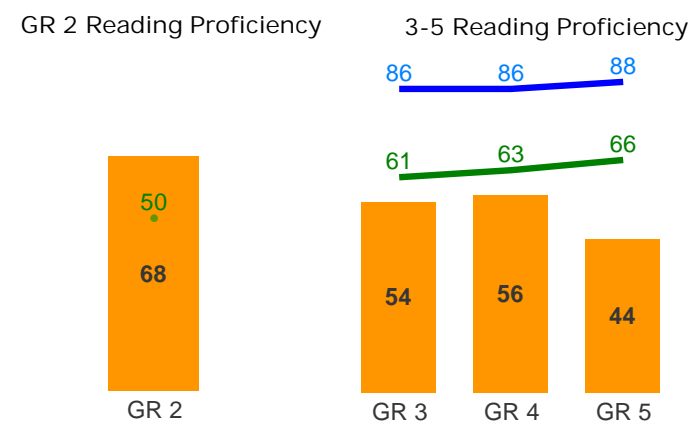 GR 2 Reading Proficiency
50
68
GR 2
3-5 Reading Proficiency
86 86 88
61 63 66
54 56 44
GR 3 GR 4 GR 5